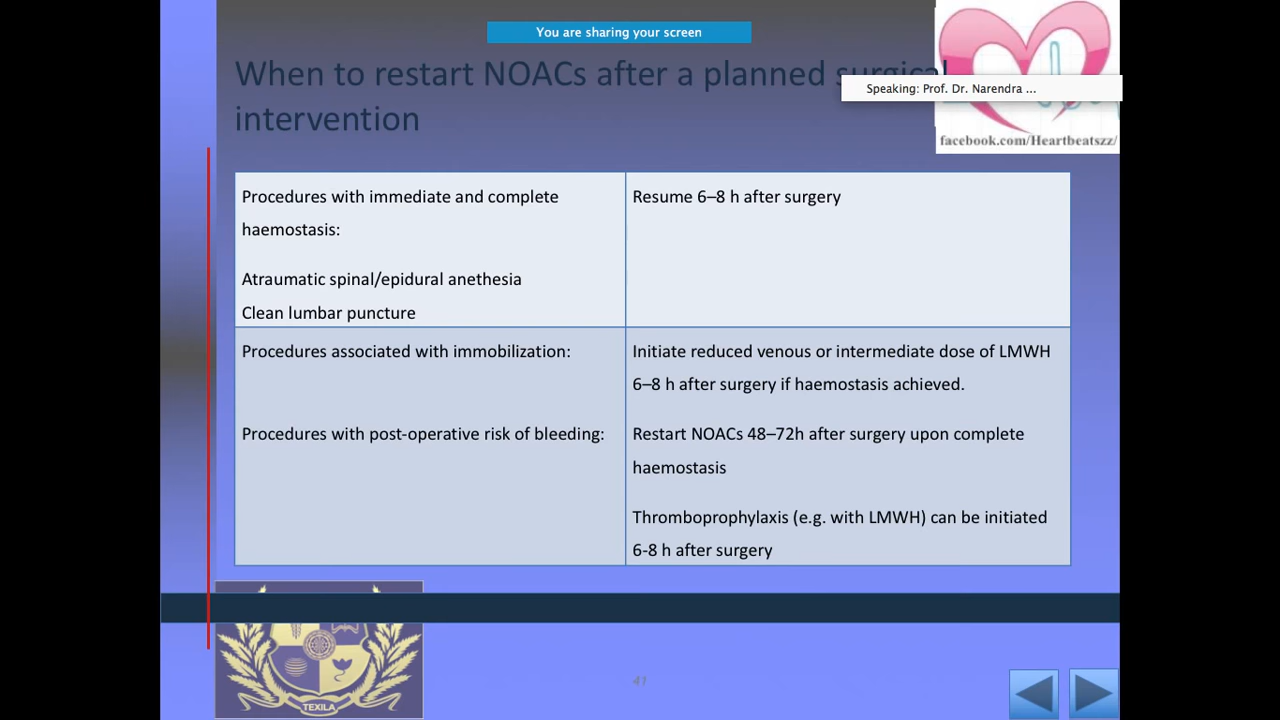 You are sharing your screen
When to restart NOACs after a planned surgical
intervention
Speaking: Prof. Dr. Narendra ...
facebook.com/Heartbeatszz/
Procedures with immediate and complete
haemostasis:
Atraumatic spinal/epidural anethesia
Clean lumbar puncture
Resume 6–8 h after surgery
Procedures associated with immobilization:
Procedures with post-operative risk of bleeding:
Initiate reduced venous or intermediate dose of LMWH
6–8 h after surgery if haemostasis achieved.
Restart NOACs 48–72h after surgery upon complete
haemostasis
Thromboprophylaxis (e.g. with LMWH) can be initiated
6-8 h after surgery
TEXILA
41